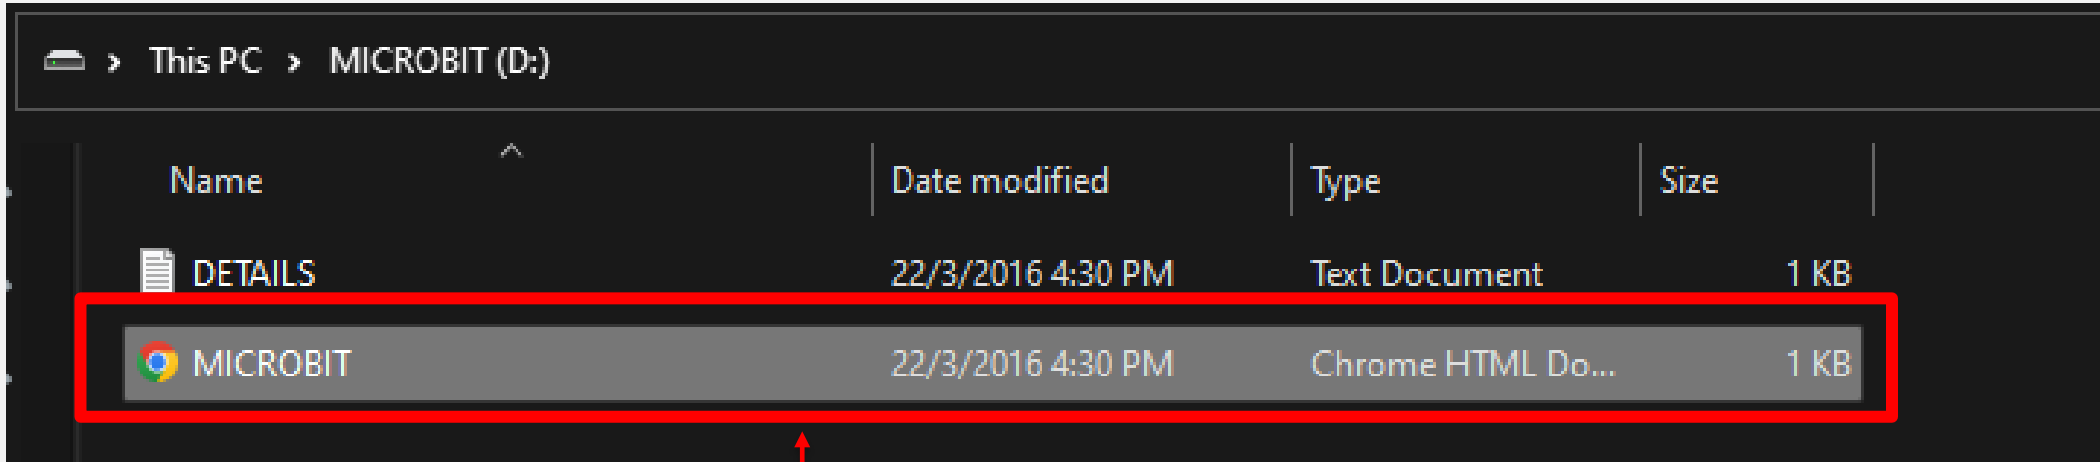 This PC > MICROBIT (D:)
Name Date modified Type Size
DETAILS 22/3/2016 4:30 PM Text Document 1 KB
MICROBIT 22/3/2016 4:30 PM Chrome HTML Do... 1 KB